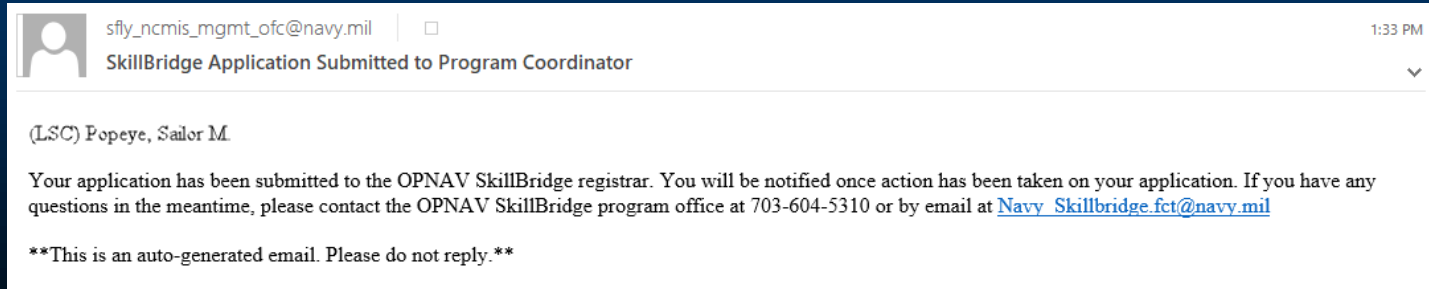 sfly_ncmis_mgmt_ofc@navy.mil
1:33 PM
SkillBridge Application Submitted to Program Coordinator
(LSC) Popeye, Sailor M.
Your application has been submitted to the OPNAV SkillBridge registrar. You will be notified once action has been taken on your application. If you have any
questions in the meantime, please contact the OPNAV SkillBridge program office at 703-604-5310 or by email at Navy_Skillbridge.fct@navy.mil
**This is an auto-generated email. Please do not reply.**